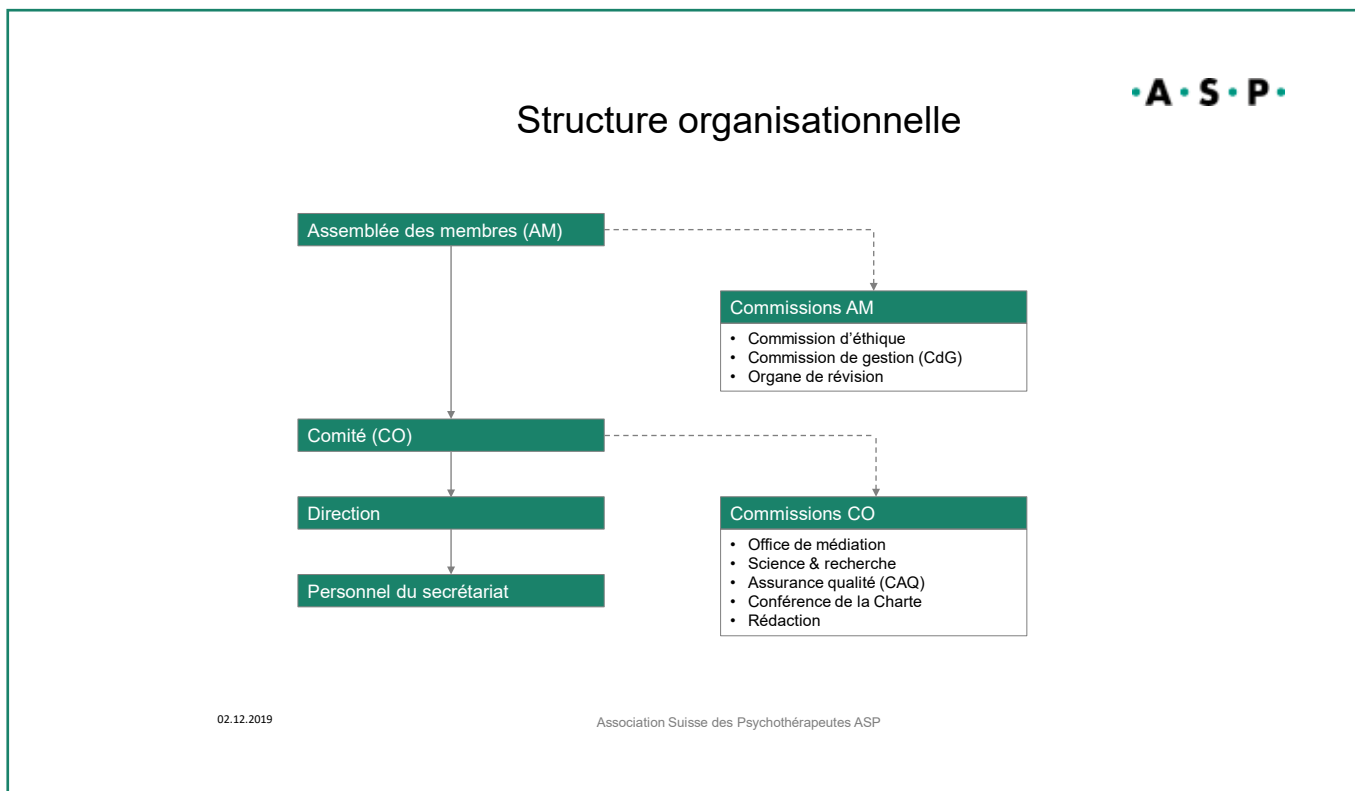 ·A·S·P·
Structure organisationnelle
Assemblée des membres (AM)
Commissions AM
• Commission d’éthique
• Commission de gestion (CdG)
• Organe de révision
Comité (CO)
Direction
Personnel du secrétariat
Commissions CO
• Office de médiation
• Science & recherche
• Assurance qualité (CAQ)
• Conférence de la Charte
• Rédaction
02.12.2019
Association Suisse des Psychothérapeutes ASP